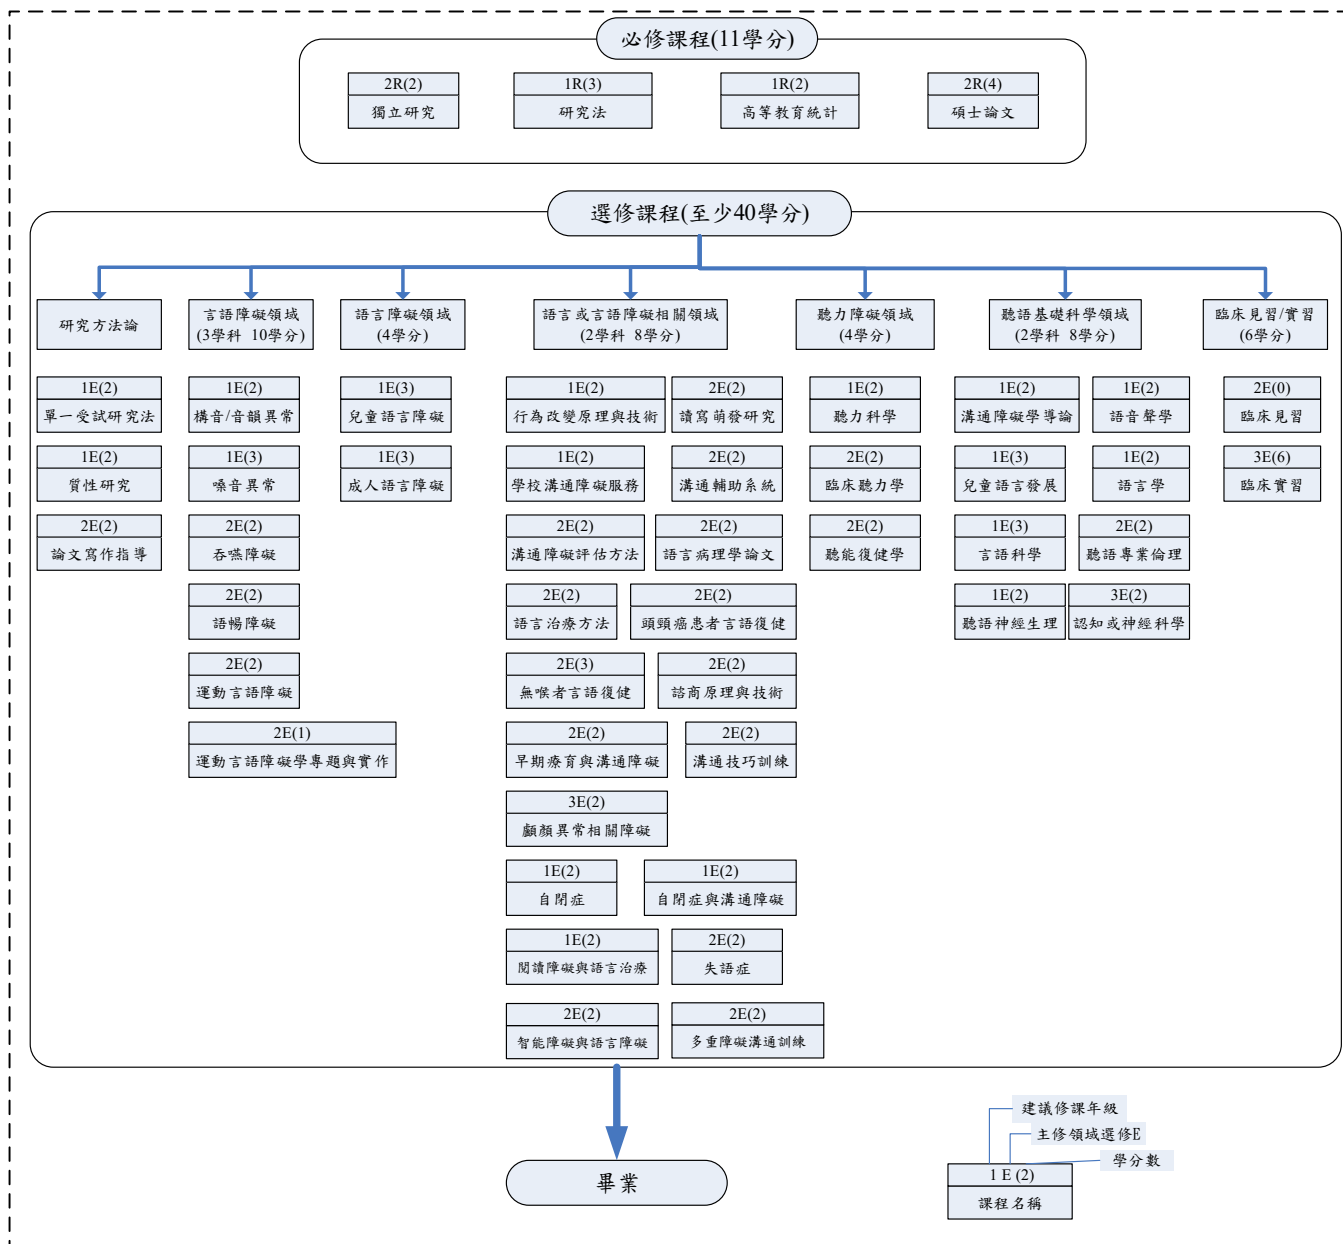 必修課程(11學分)
2R(2)
獨立研究
1R(3)
研究法
1R(2)
高等教育統計
2R(4)
碩士論文
選修課程(至少40學分)
研究方法論
1E(2)
單一受試研究法
1E(2)
質性研究
2E(2)
論文寫作指導
言語障礙領域
(3學科 10學分)
1E(2)
構音/音韻異常
1E(3)
嗓音異常
2E(2)
吞嚥障礙
2E(2)
語暢障礙
2E(2)
運動言語障礙
2E(1)
運動言語障礙學專題與實作
語言障礙領域
(4學分)
1E(3)
兒童語言障礙
1E(3)
成人語言障礙
語言或言語障礙相關領域
(2學科 8學分)
1E(2)
行為改變原理與技術
2E(2)
讀寫萌發研究
1E(2)
學校溝通障礙服務
2E(2)
溝通輔助系統
2E(2)
溝通障礙評估方法
2E(2)
語言病理學論文
2E(2)
語言治療方法
2E(2)
頭頸癌患者言語復健
2E(3)
無喉者言語復健
2E(2)
諮商原理與技術
2E(2)
早期療育與溝通障礙
2E(2)
溝通技巧訓練
3E(2)
顱顏異常相關障礙
1E(2)
自閉症
1E(2)
自閉症與溝通障礙
1E(2)
閱讀障礙與語言治療
2E(2)
失語症
2E(2)
智能障礙與語言障礙
2E(2)
多重障礙溝通訓練
聽力障礙領域
(4學分)
1E(2)
聽力科學
2E(2)
臨床聽力學
2E(2)
聽能復健學
聽語基礎科學領域
(2學科 8學分)
1E(2)
溝通障礙學導論
1E(2)
語音聲學
1E(3)
兒童語言發展
1E(2)
語言學
1E(3)
言語科學
2E(2)
聽語專業倫理
1E(2)
聽語神經生理
3E(2)
認知或神經科學
臨床見習/實習
(6學分)
2E(0)
臨床見習
3E(6)
臨床實習
畢業
建議修課年級
主修領域選修E
學分數
1 E (2)
課程名稱